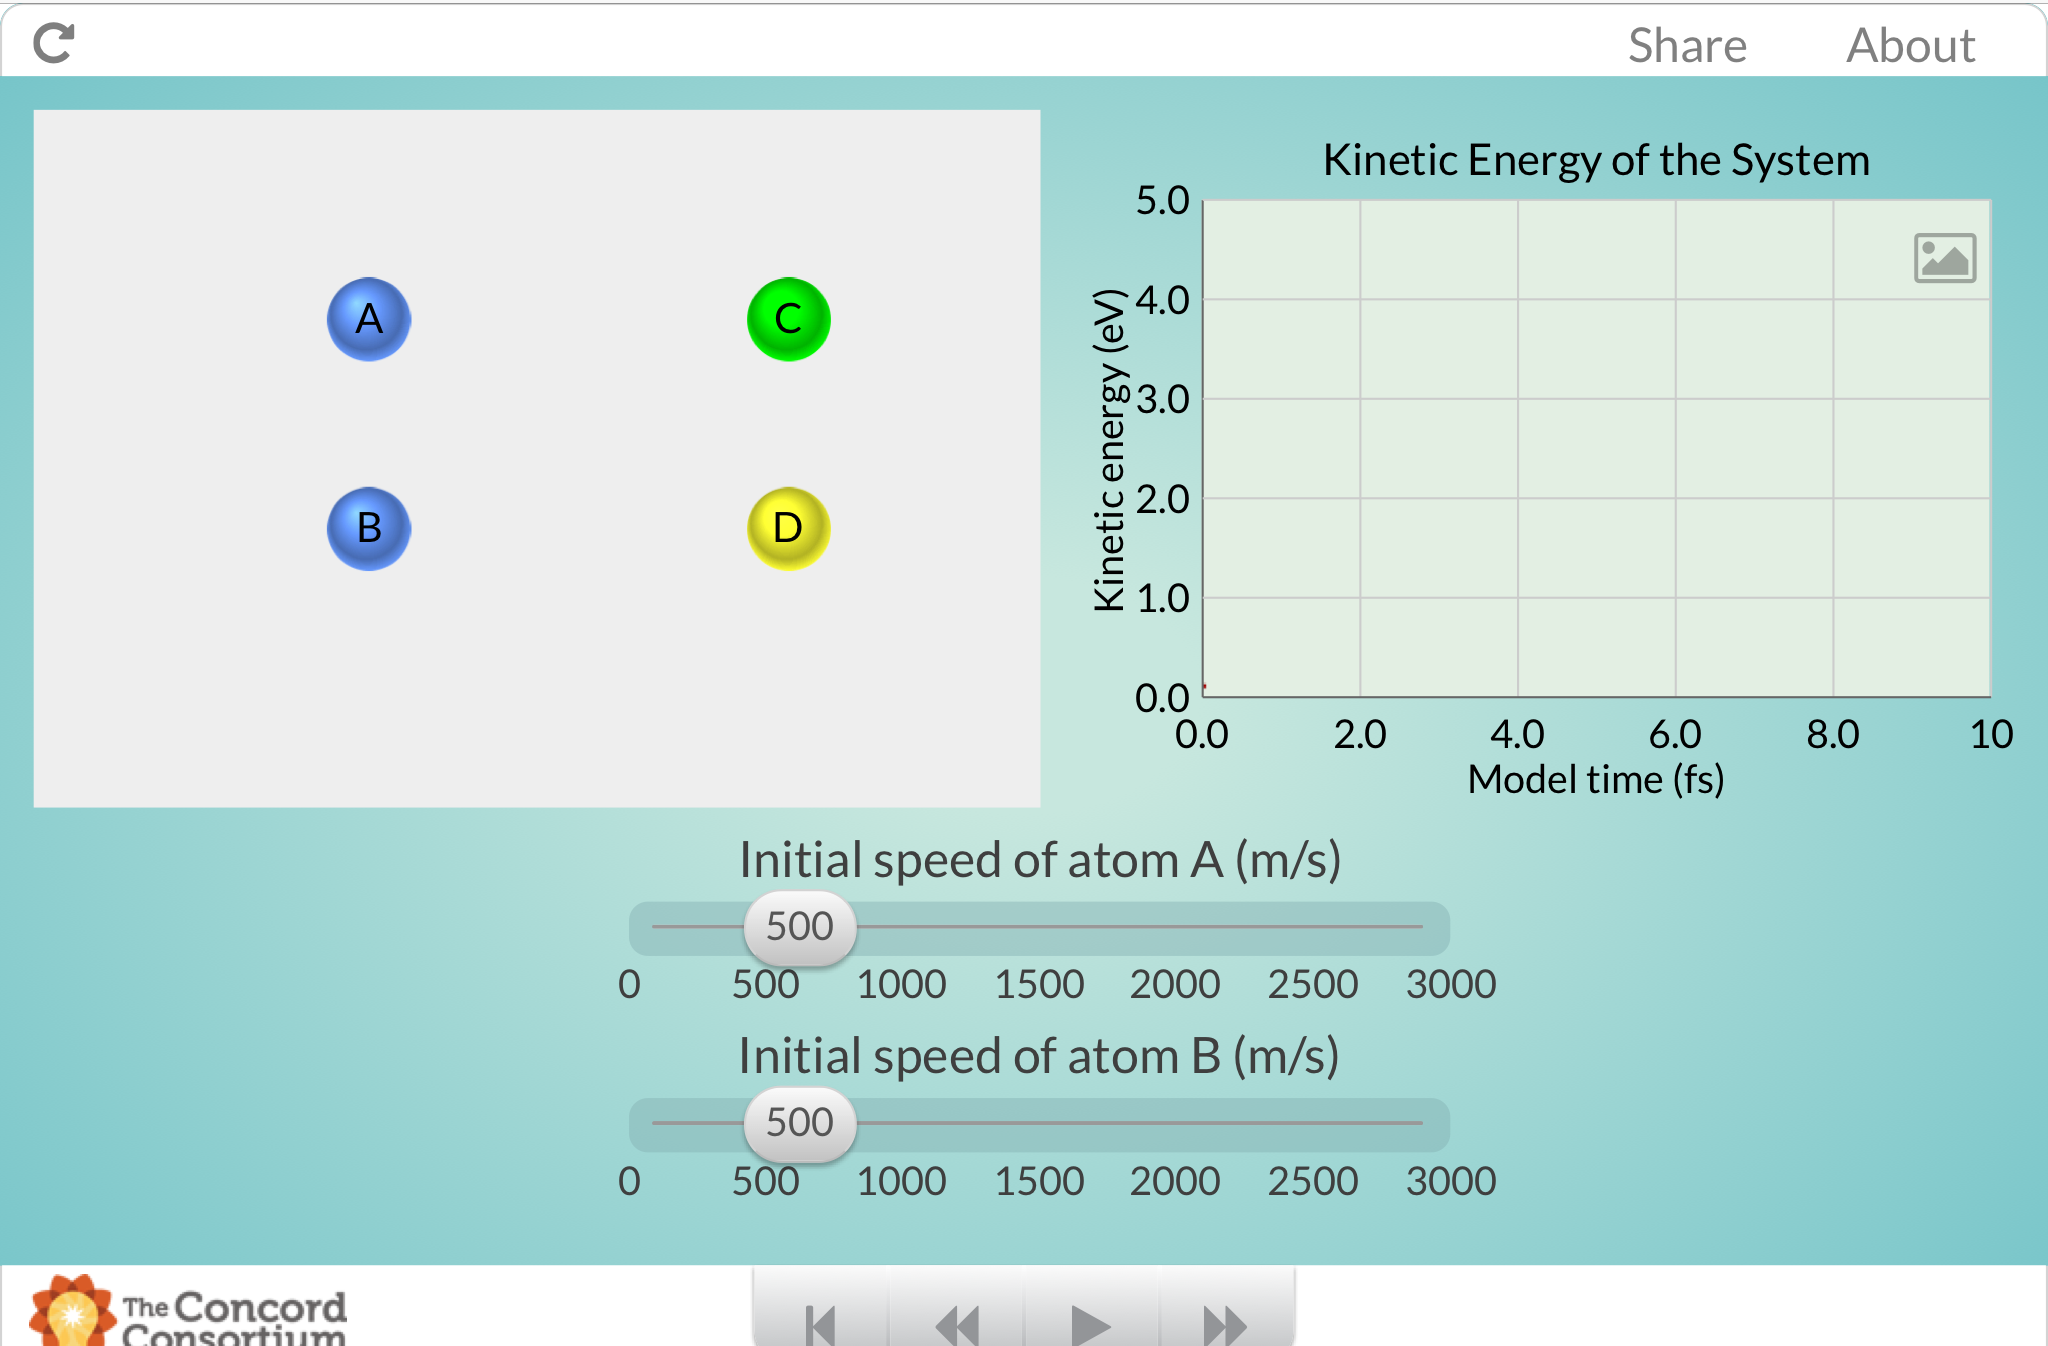 Share About
A
C
B
D
Kinetic Energy of the System
Kinetic energy (eV)
5.0
4.0
3.0
2.0
1.0
0.0
0.0 2.0 4.0 6.0 8.0 10
Model time (fs)
Initial speed of atom A (m/s)
500
0 500 1000 1500 2000 2500 3000
Initial speed of atom B (m/s)
500
0 500 1000 1500 2000 2500 3000
The Concord
Consortium